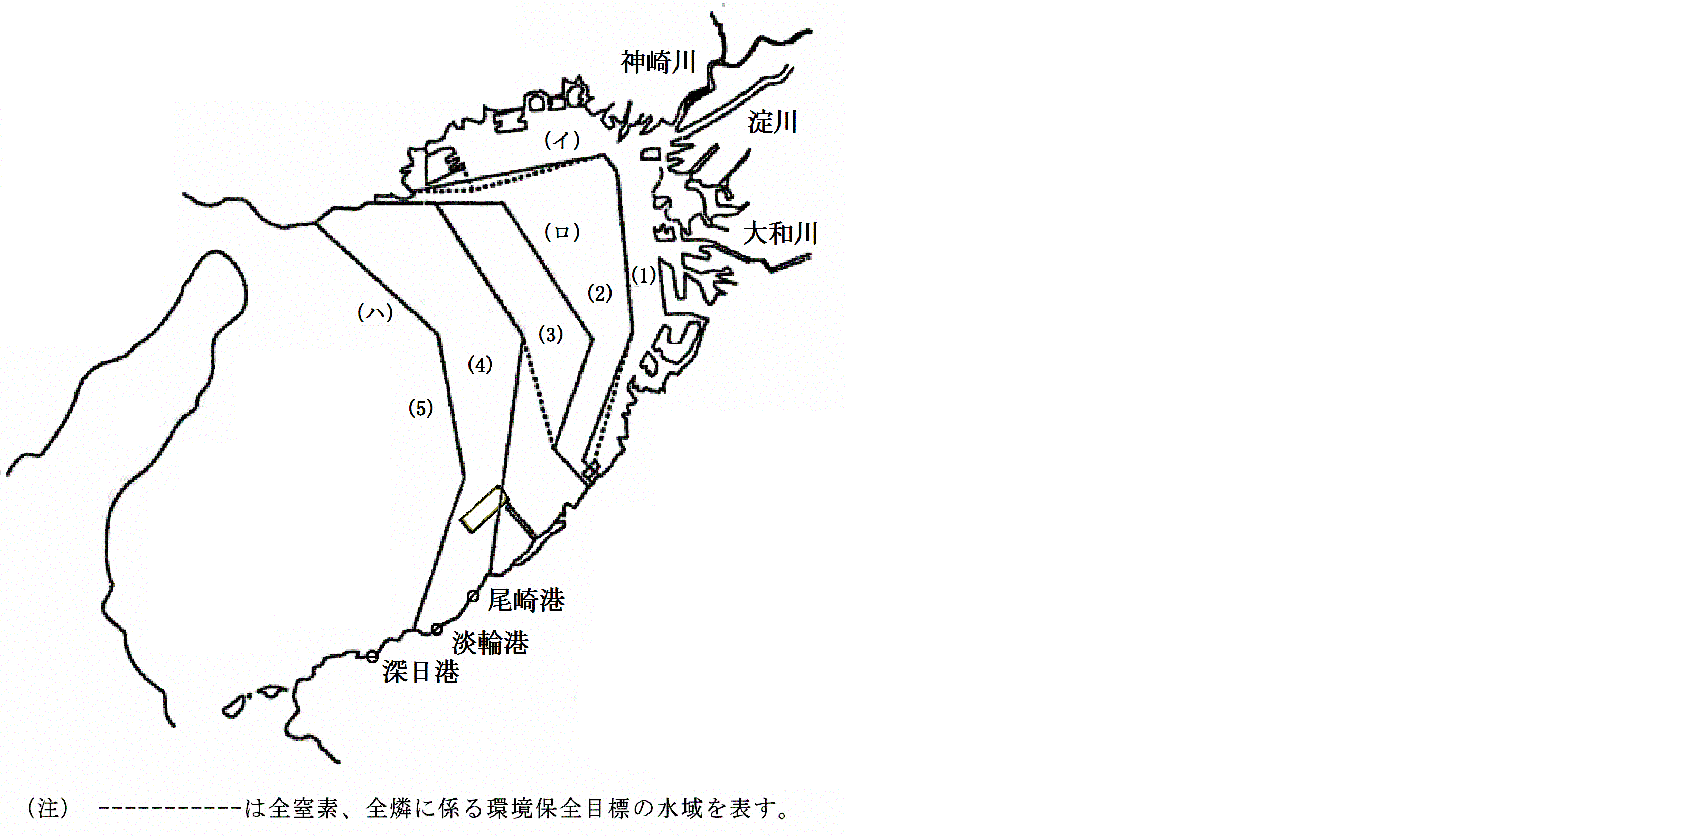 神崎川
淀川
(イ)
大和川
(ロ)
(1)
(2)
(ハ)
(3)
(4)
(5)
尾崎港
淡輪港
深日港
(注) -----------は全窒素、全燐に係る環境保全目標の水域を表す。